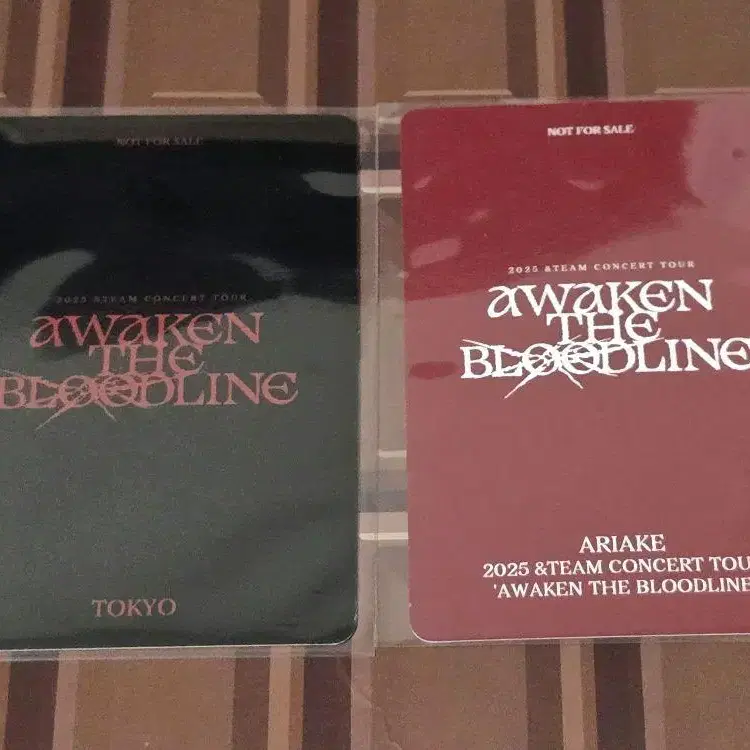 NOT FOR SALE
2025 &TEAM CONCERT TOUR
AWAKEN
THE
BLOODLINE
TOKYO
NOT FOR SALE
2025 &TEAM CONCERT TOUR
AWAKEN
THE
BLOODLINE
ARIAKE
2025 &TEAM CONCERT TOU
'AWAKEN THE BLOODLINE